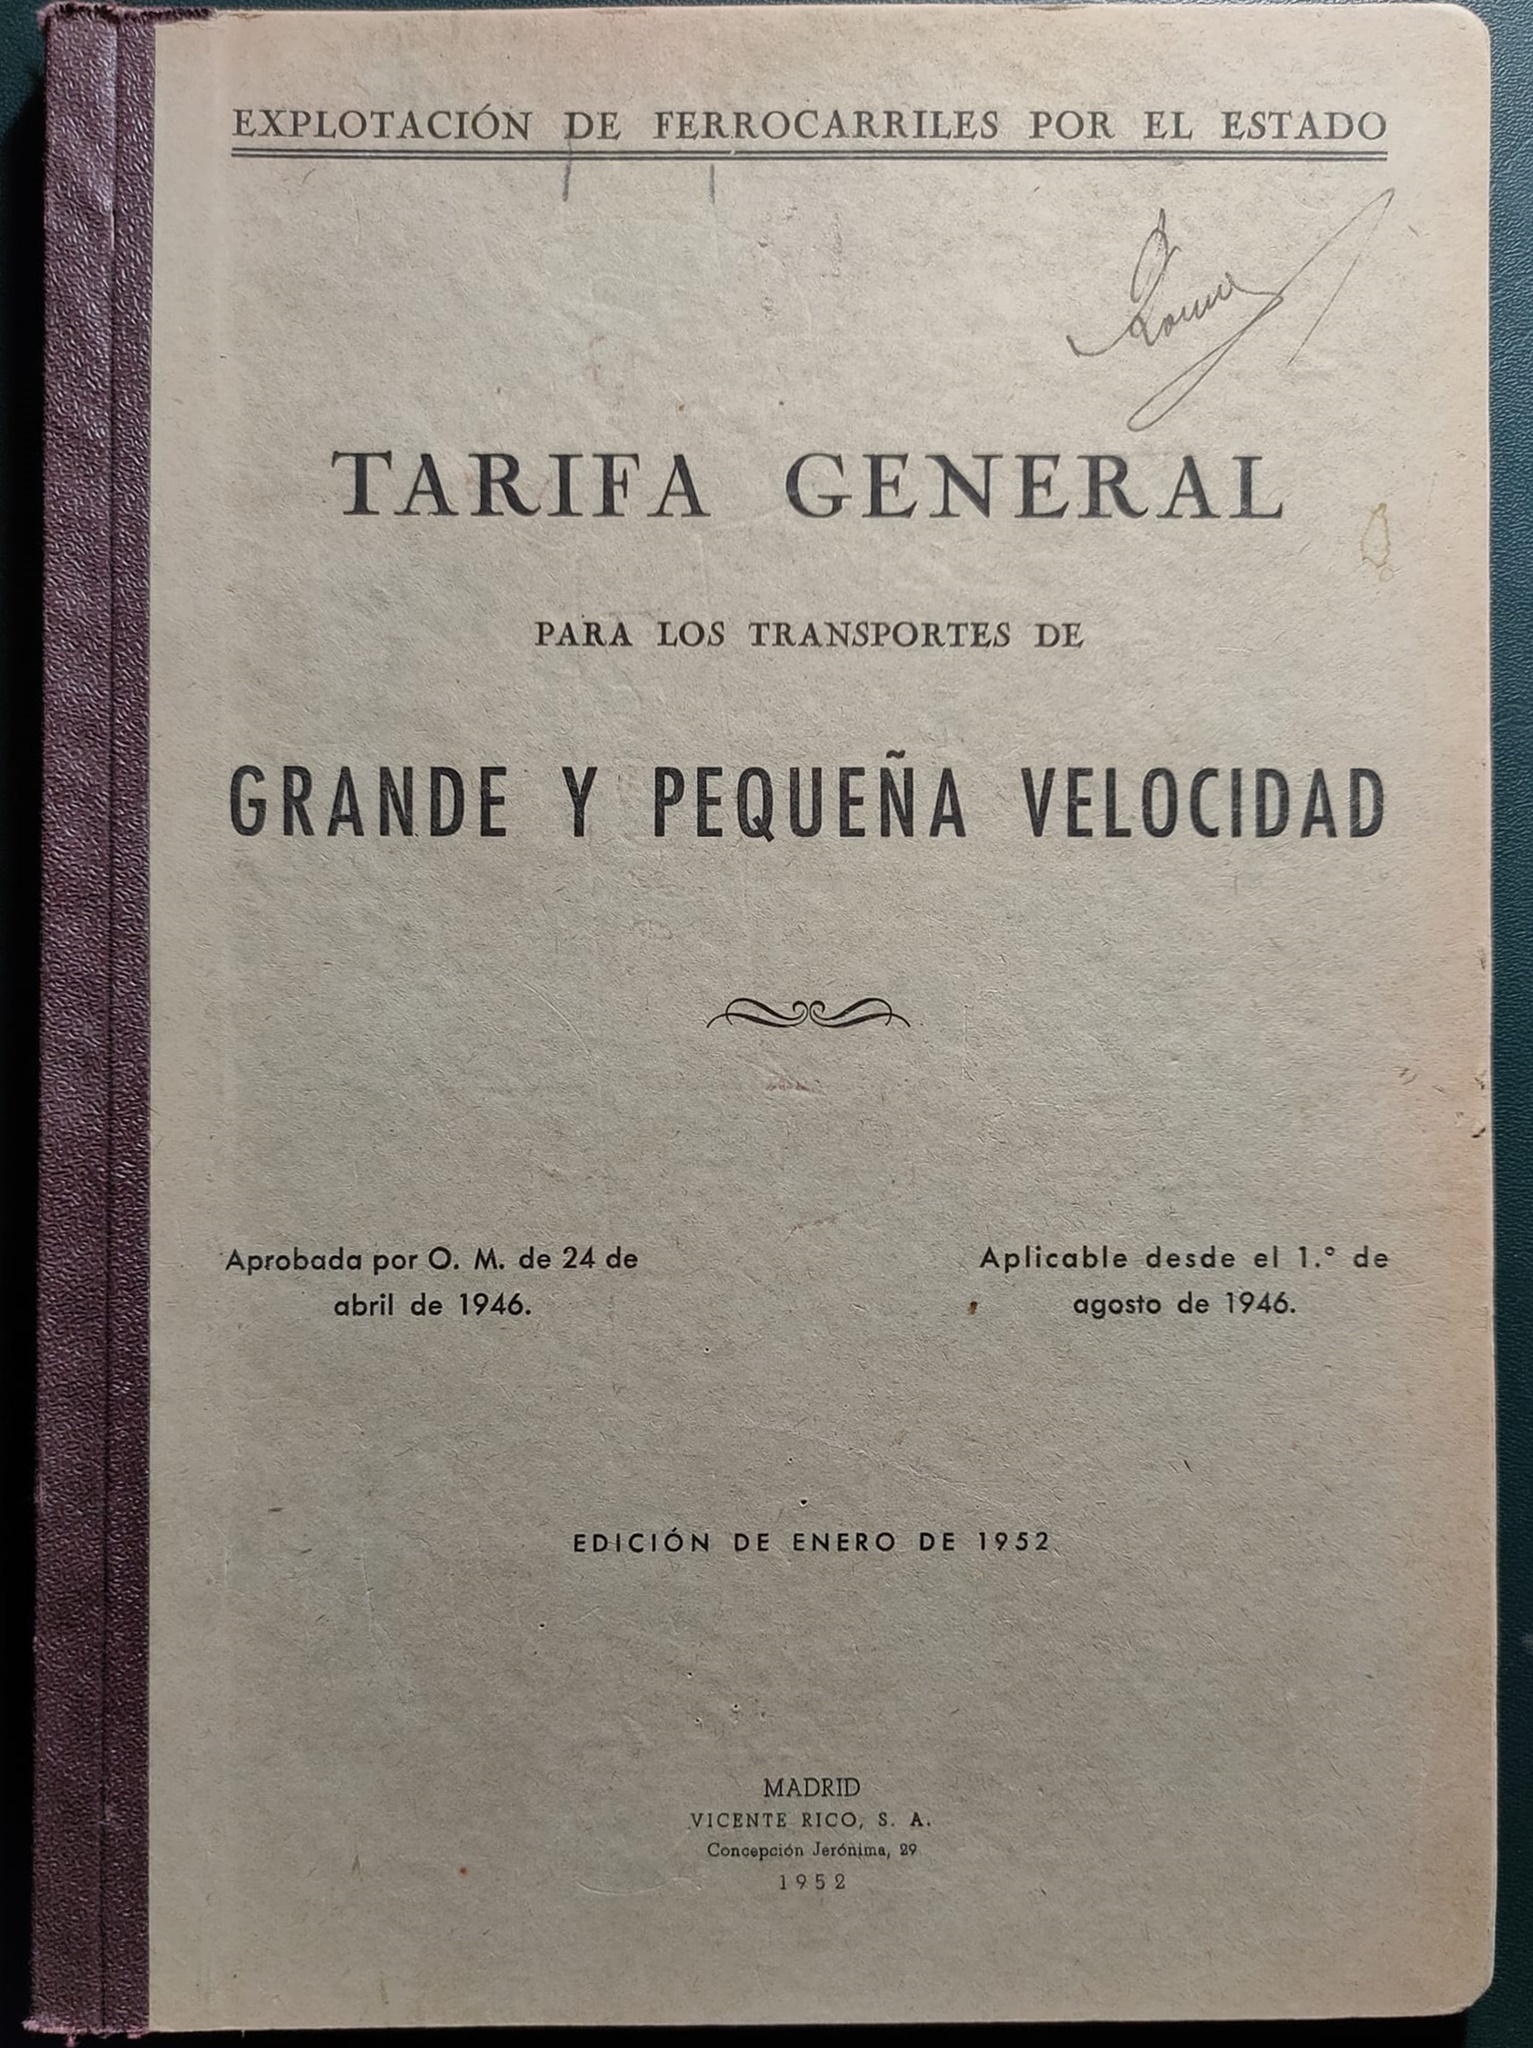 EXPLOTACIÓN DE FERROCARRILES POR EL ESTADO
TARIFA GENERAL
PARA LOS TRANSPORTES DE
GRANDE Y PEQUEÑA VELOCIDAD
Aprobada por O. M. de 24 de
abril de 1946.
Aplicable desde el 1.º de
agosto de 1946.
EDICIÓN DE ENERO DE 1952
MADRID
VICENTE RICO, S. A.
Concepción Jerónima, 29
1952